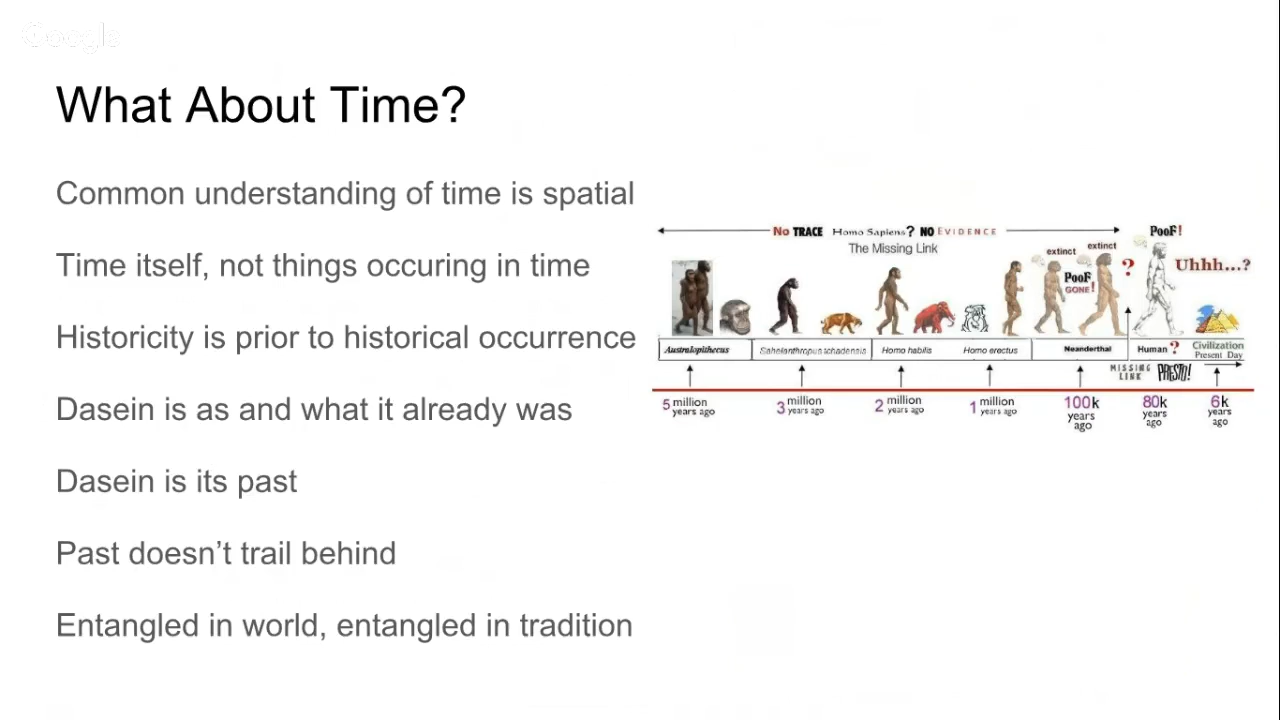 Google
What About Time?
Common understanding of time is spatial
Time itself, not things occuring in time
Historicity is prior to historical occurrence
Dasein is as and what it already was
Dasein is its past
Past doesn't trail behind
Entangled in world, entangled in tradition
No TRACE Homo Sapiens? NO EVIDENCE
The Missing Link
extinct
extinct
PooF GONE!
?
PooF!
Uhhh...?
Australopithecus
Sahelanthropus tchadensis
Homo habilis
Homo erectus
Neanderthal
Human ?
Civilization
Present Day
MISSING
LINK
PRESTO!
5 million
years ago
3 million
years ago
2 million
years ago
1 million
years ago
100k
years
ago
80k
years
ago
6k
years
ago